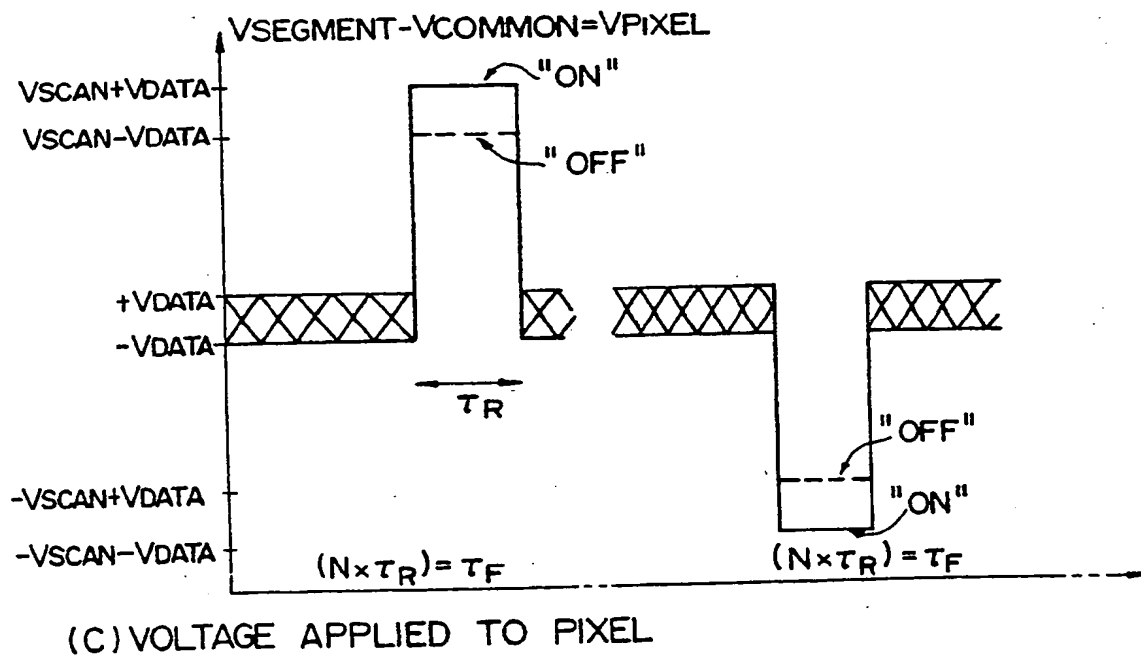 VSEGMENT-VCOMMON=VPIXEL
VSCAN+VDATA
"ON"
VSCAN-VDATA
"OFF"
+VDATA
-VDATA
τR
"OFF"
-VSCAN+VDATA
"ON"
-VSCAN-VDATA
(N×τR)=τF
(N×τR)=τF
(C) VOLTAGE APPLIED TO PIXEL